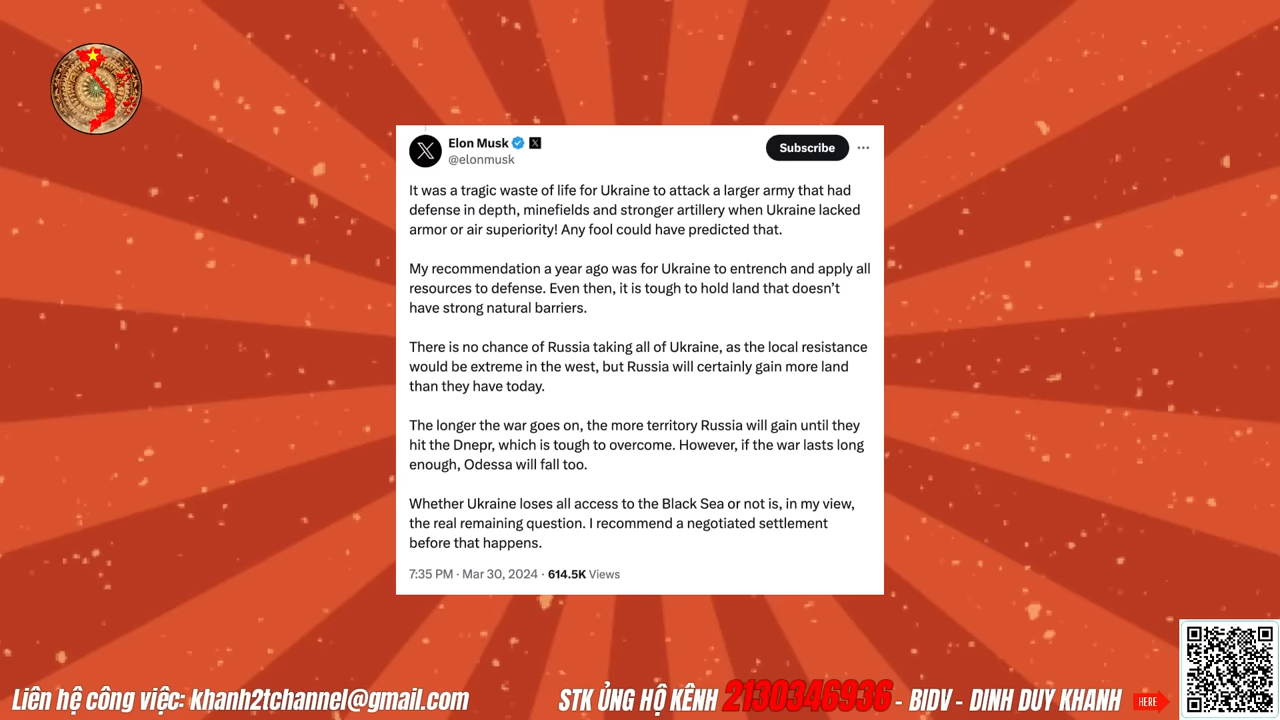 Elon Musk
@elonmusk
Subscribe
It was a tragic waste of life for Ukraine to attack a larger army that had
defense in depth, minefields and stronger artillery when Ukraine lacked
armor or air superiority! Any fool could have predicted that.
My recommendation a year ago was for Ukraine to entrench and apply all
resources to defense. Even then, it is tough to hold land that doesn’t
have strong natural barriers.
There is no chance of Russia taking all of Ukraine, as the local resistance
would be extreme in the west, but Russia will certainly gain more land
than they have today.
The longer the war goes on, the more territory Russia will gain until they
hit the Dnepr, which is tough to overcome. However, if the war lasts long
enough, Odessa will fall too.
Whether Ukraine loses all access to the Black Sea or not is, in my view,
the real remaining question. I recommend a negotiated settlement
before that happens.
7:35 PM · Mar 30, 2024 · 614.5K Views
Liên hệ công việc: khanh2tchannel@gmail.com
STK ỦNG HỘ KÊNH 2130346936 - BIDV - DINH DUY KHANH
HERE